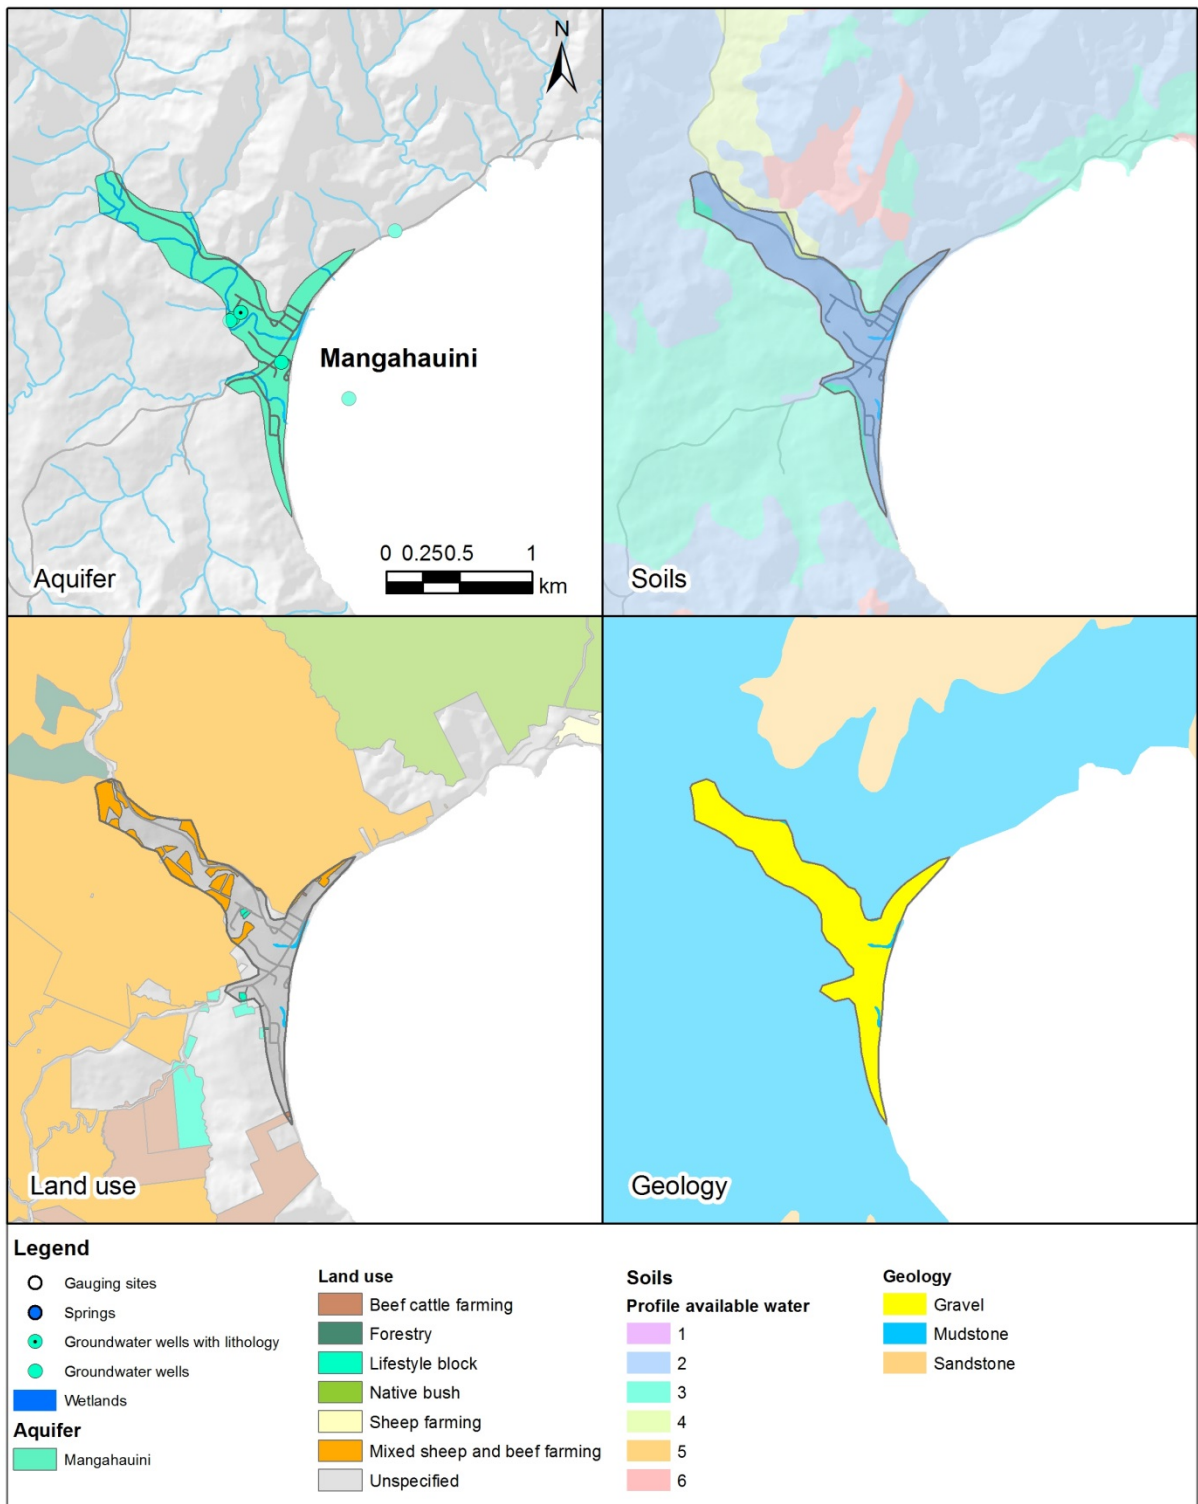 N
Mangahauini
0 0.25 0.5 1
km
Aquifer
Soils
Land use
Geology
Legend
Gauging sites
Springs
Groundwater wells with lithology
Groundwater wells
Wetlands
Aquifer
Mangahauini
Land use
Beef cattle farming
Forestry
Lifestyle block
Native bush
Sheep farming
Mixed sheep and beef farming
Unspecified
Soils
Profile available water
1
2
3
4
5
6
Geology
Gravel
Mudstone
Sandstone